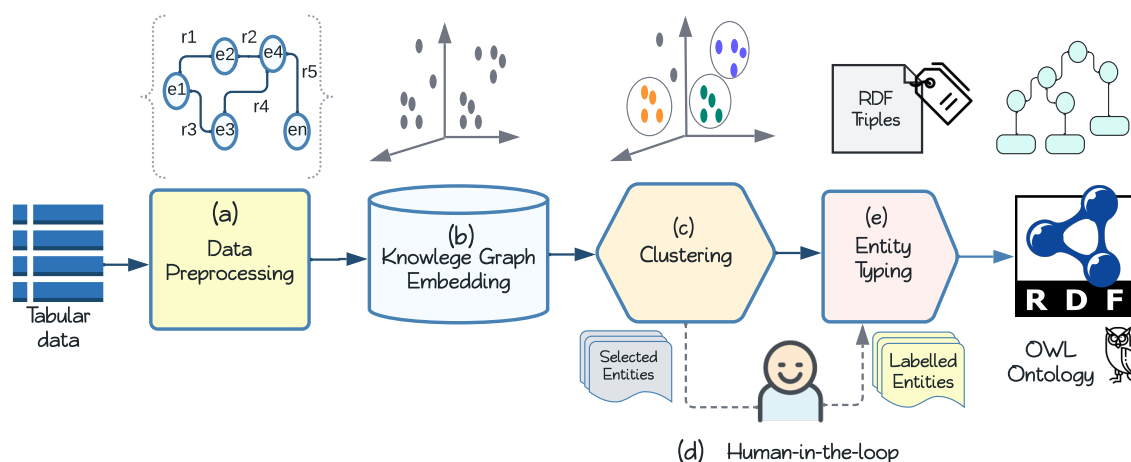 r1
r2
e2
e4
r5
e1
r4
r3
e3
en
RDF
Triples
(a)
Data
Preprocessing
(b)
Knowlege Graph
Embedding
(c)
Clustering
(e)
Entity
Typing
R D F
Tabular
data
Selected
Entities
Labelled
Entities
OWL
Ontology
(d) Human-in-the-loop